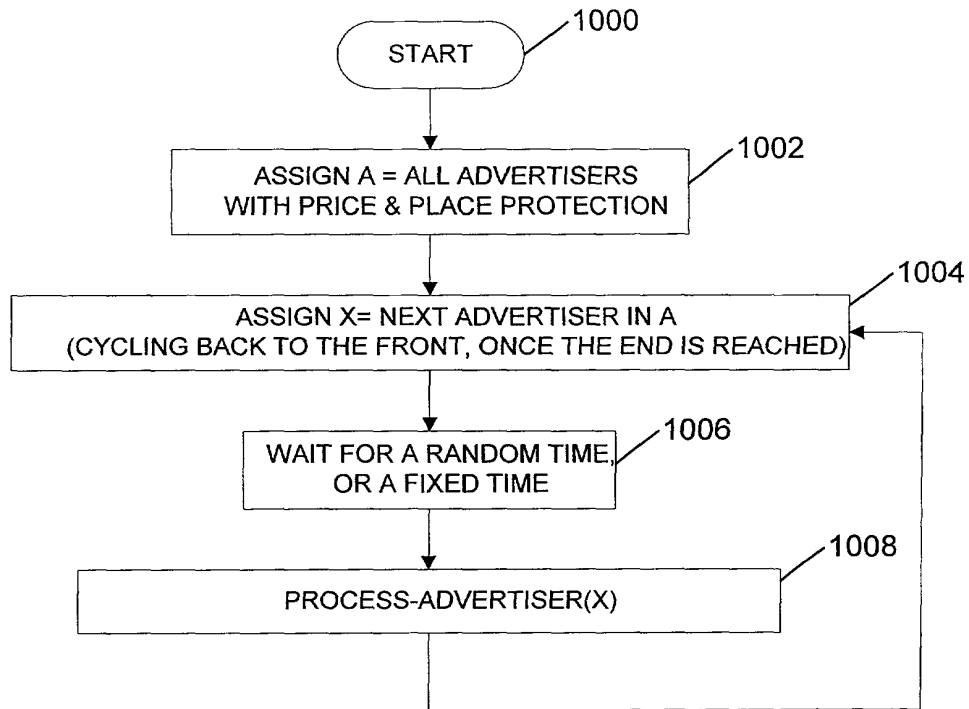 1000
START
1002
ASSIGN A = ALL ADVERTISERS
WITH PRICE & PLACE PROTECTION
1004
ASSIGN X= NEXT ADVERTISER IN A
(CYCLING BACK TO THE FRONT, ONCE THE END IS REACHED)
1006
WAIT FOR A RANDOM TIME,
OR A FIXED TIME
1008
PROCESS-ADVERTISER(X)